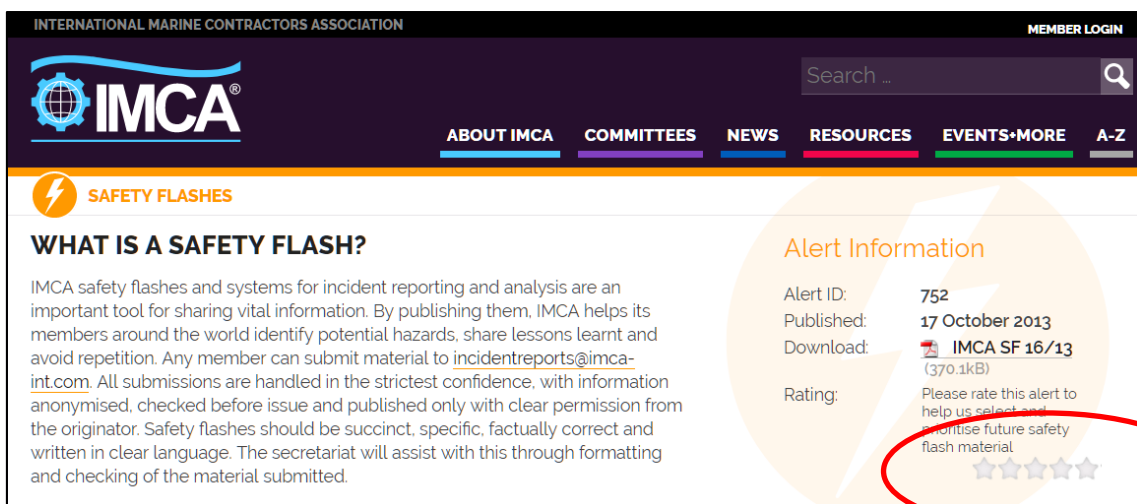 INTERNATIONAL MARINE CONTRACTORS ASSOCIATION
MEMBER LOGIN
IMCA®
Search ...
ABOUT IMCA COMMITTEES NEWS RESOURCES EVENTS+MORE A-Z
SAFETY FLASHES
WHAT IS A SAFETY FLASH?
IMCA safety flashes and systems for incident reporting and analysis are an
important tool for sharing vital information. By publishing them, IMCA helps its
members around the world identify potential hazards, share lessons learnt and
avoid repetition. Any member can submit material to incidentreports@imca-
int.com. All submissions are handled in the strictest confidence, with information
anonymised, checked before issue and published only with clear permission from
the originator. Safety flashes should be succinct, specific, factually correct and
written in clear language. The secretariat will assist with this through formatting
and checking of the material submitted.
Alert Information
Alert ID: 752
Published: 17 October 2013
Download: IMCA SF 16/13
(370.1kB)
Rating: Please rate this alert to
help us select and
prioritise future safety
flash material